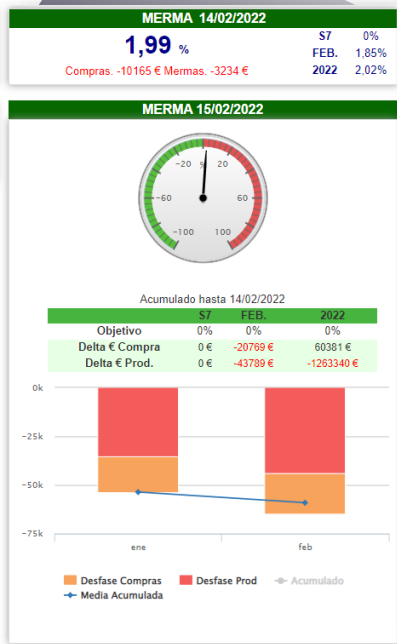 MERMA 14/02/2022
1,99 %
Compras. -10165 € Mermas. -3234 €
S7 0%
FEB. 1,85%
2022 2,02%
MERMA 15/02/2022
-20 % 20
-60 60
-100 100
Acumulado hasta 14/02/2022
S7 FEB. 2022
Objetivo 0% 0% 0%
Delta € Compra 0 € -20769 € 60381 €
Delta € Prod. 0 € -43789 € -1263340 €
0k
-25k
-50k
-75k
ene feb
Desfase Compras Desfase Prod Acumulado
Media Acumulada